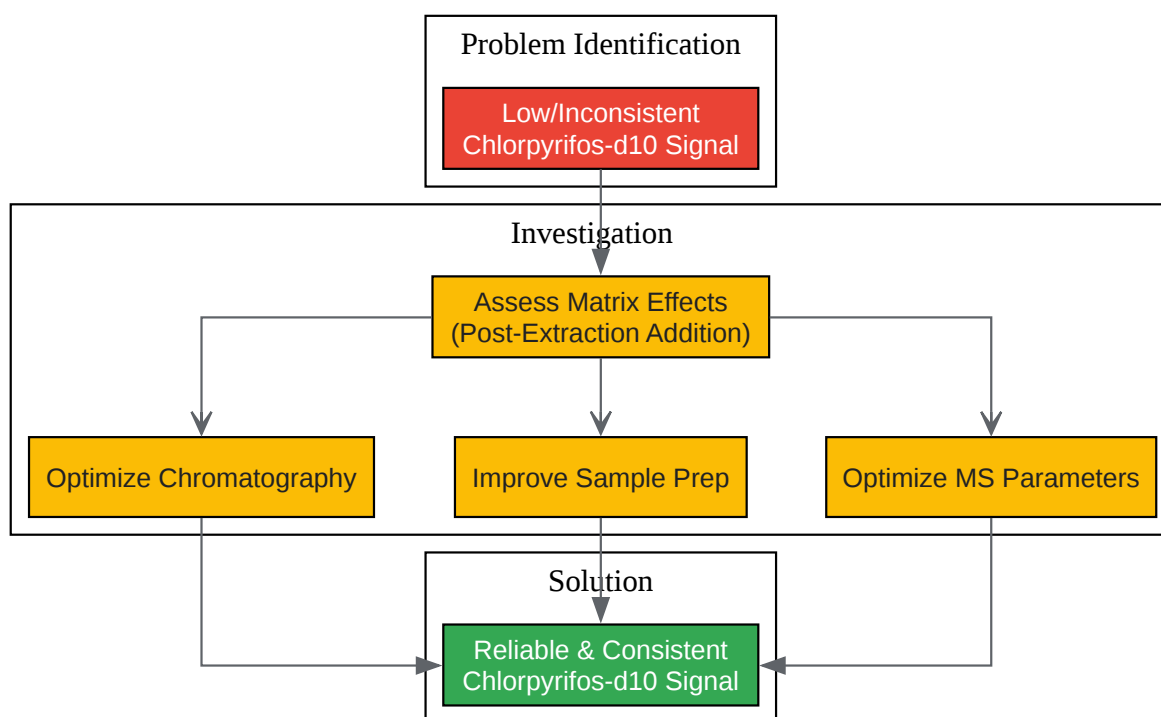 Problem Identification
Low/Inconsistent
Chlorpyrifos-d10 Signal
Investigation
Assess Matrix Effects
(Post-Extraction Addition)
Optimize Chromatography
Improve Sample Prep
Optimize MS Parameters
Solution
Reliable & Consistent
Chlorpyrifos-d10 Signal